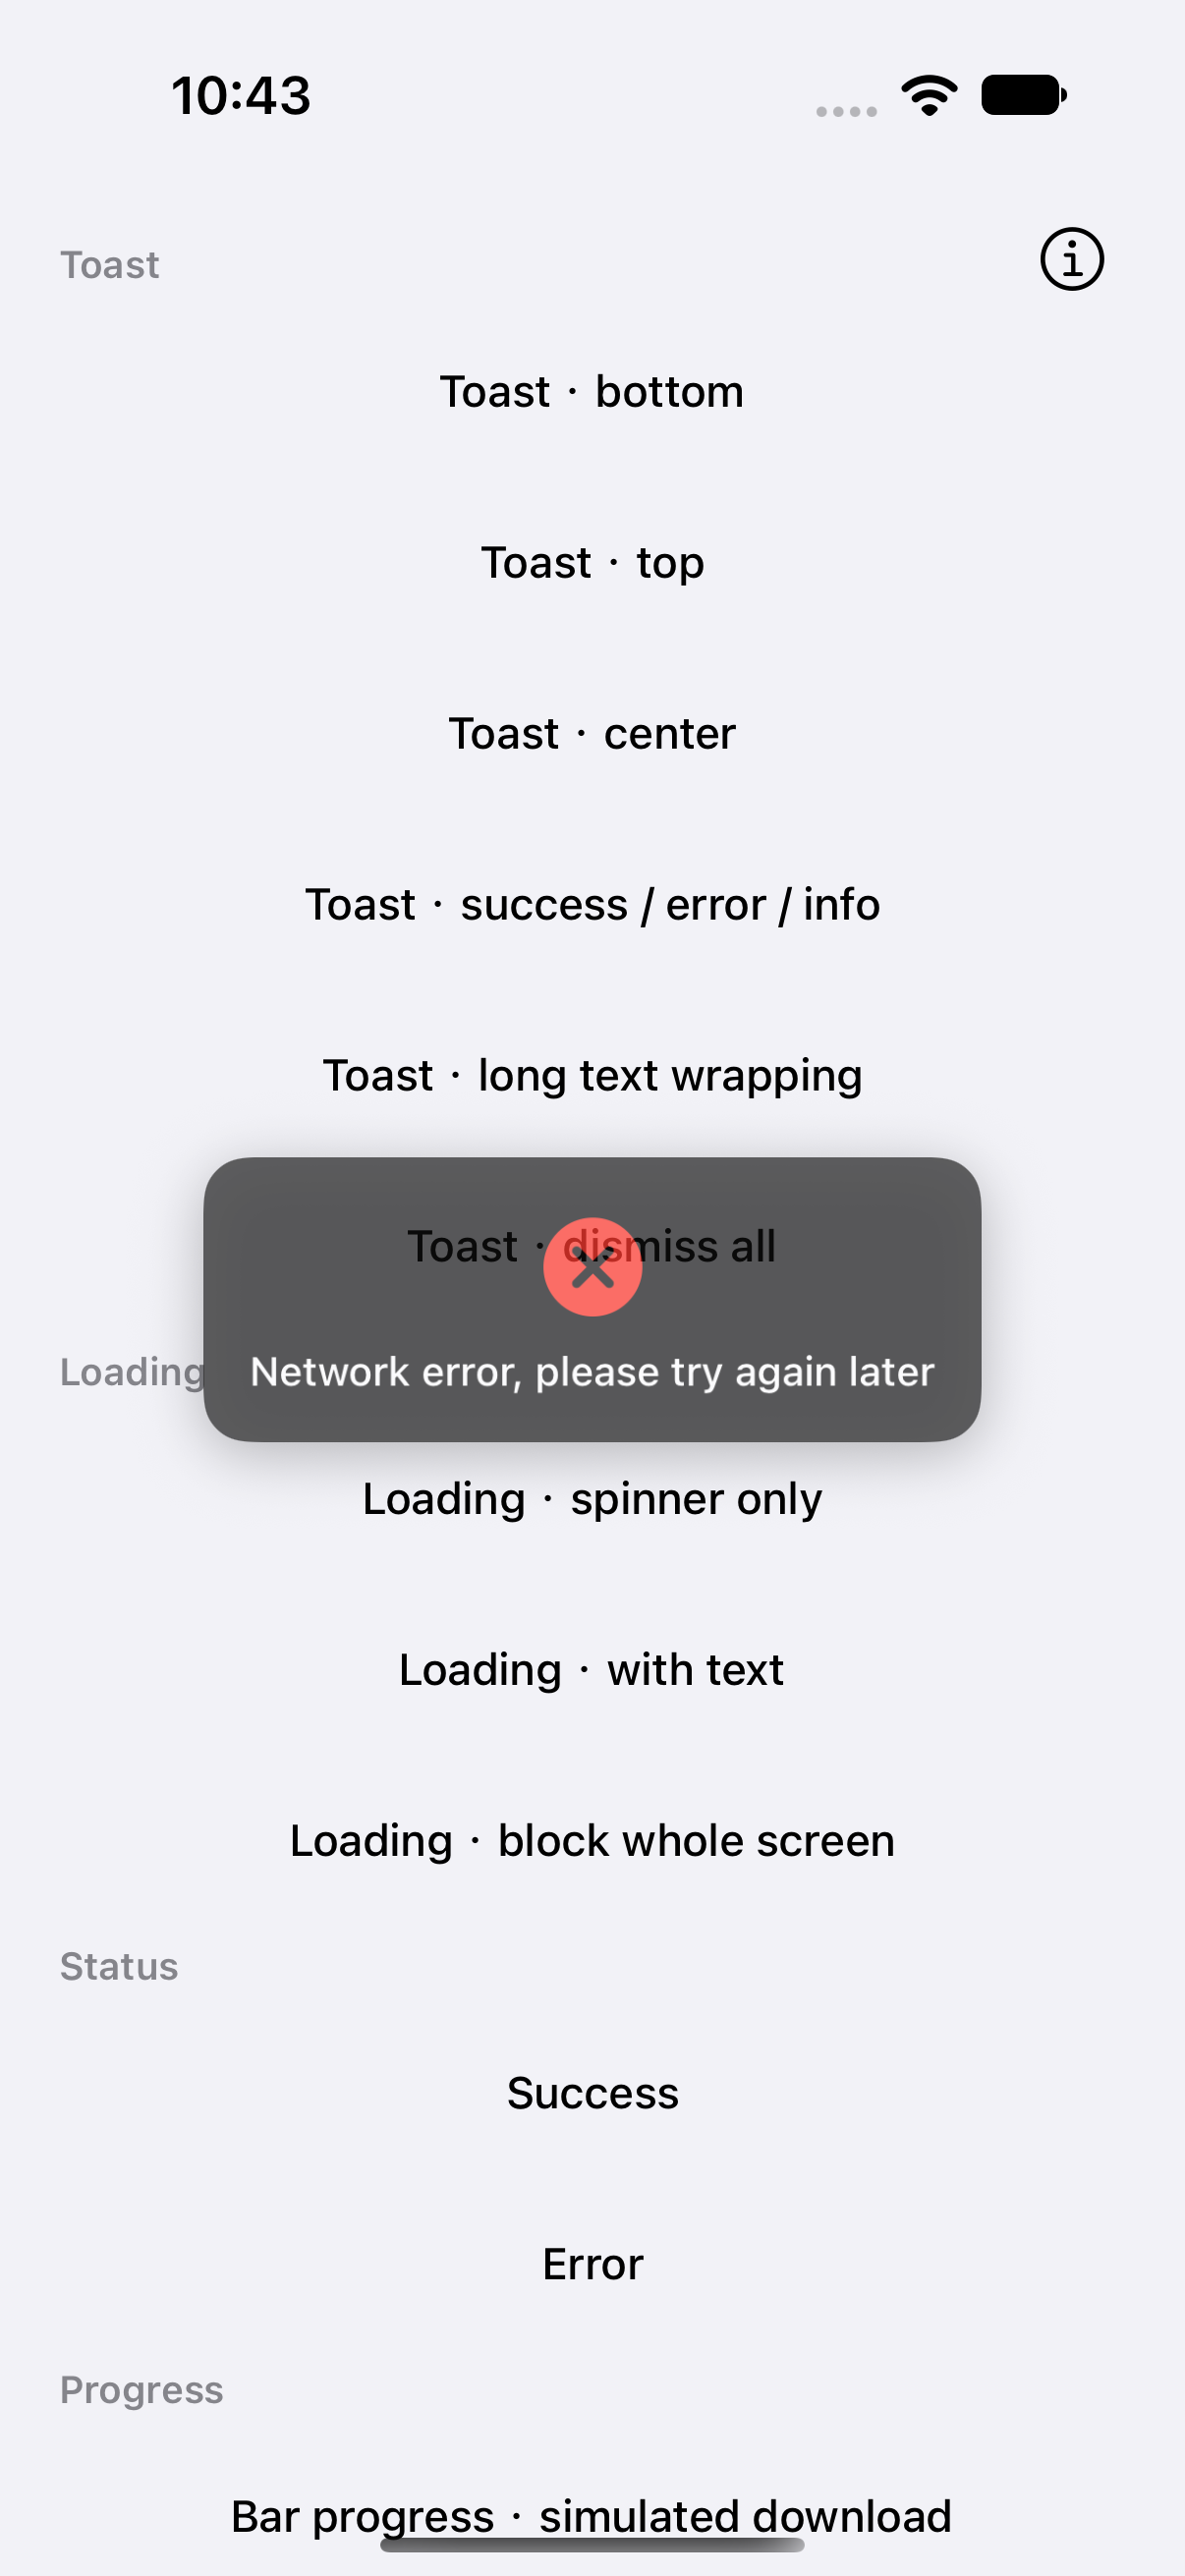 10:43
Toast
Toast · bottom
Toast · top
Toast · center
Toast · success / error / info
Toast · long text wrapping
Toast · dismiss all
Loading
Network error, please try again later
Loading · spinner only
Loading · with text
Loading · block whole screen
Status
Success
Error
Progress
Bar progress · simulated download